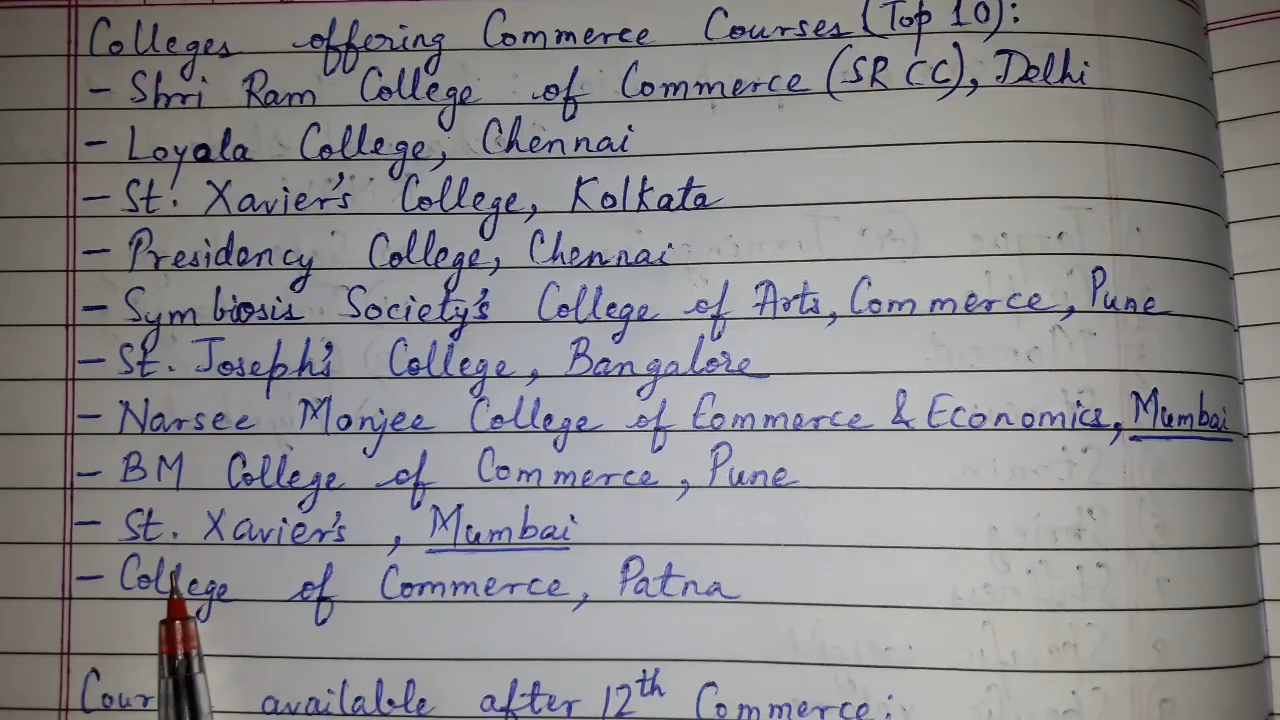 Colleges offering Commerce Courses (Top 10):
- Shri Ram College of Commerce (SRCC), Delhi
- Loyala College, Chennai
- St. Xavier's College, Kolkata
- Presidency College, Chennai
- Symbiosis Society's College of Arts, Commerce, Pune
- St. Joseph's College, Bangalore
- Narsee Monjee College of Commerce & Economics, Mumbai
- BM College of Commerce, Pune
- St. Xavier's, Mumbai
- College of Commerce, Patna
available after 12th Commerce: